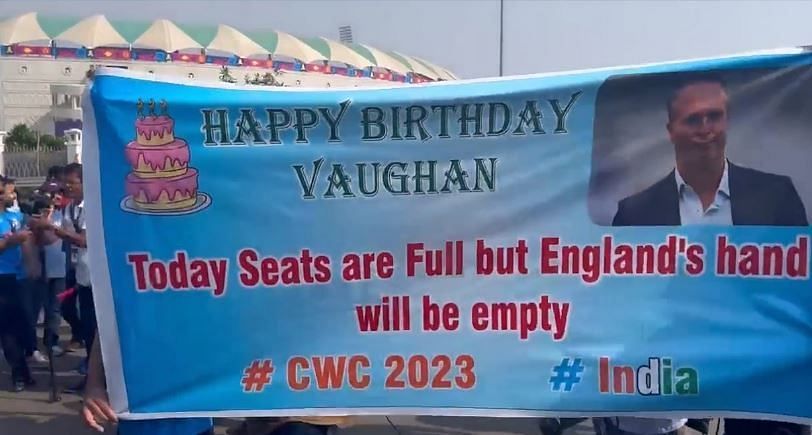 HAPPY BIRTHDAY
VAUGHAN
Today Seats are Full but England's hand
will be empty
# CWC 2023 # India